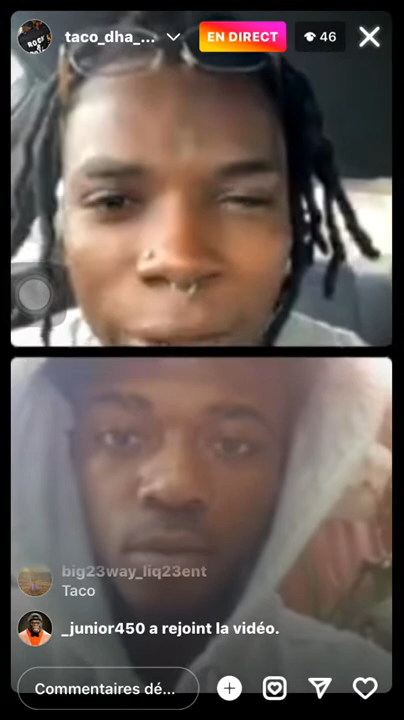 taco_dha_...
EN DIRECT
46
big23way_liq23ent
Taco
_junior450 a rejoint la vidéo.
Commentaires dé...